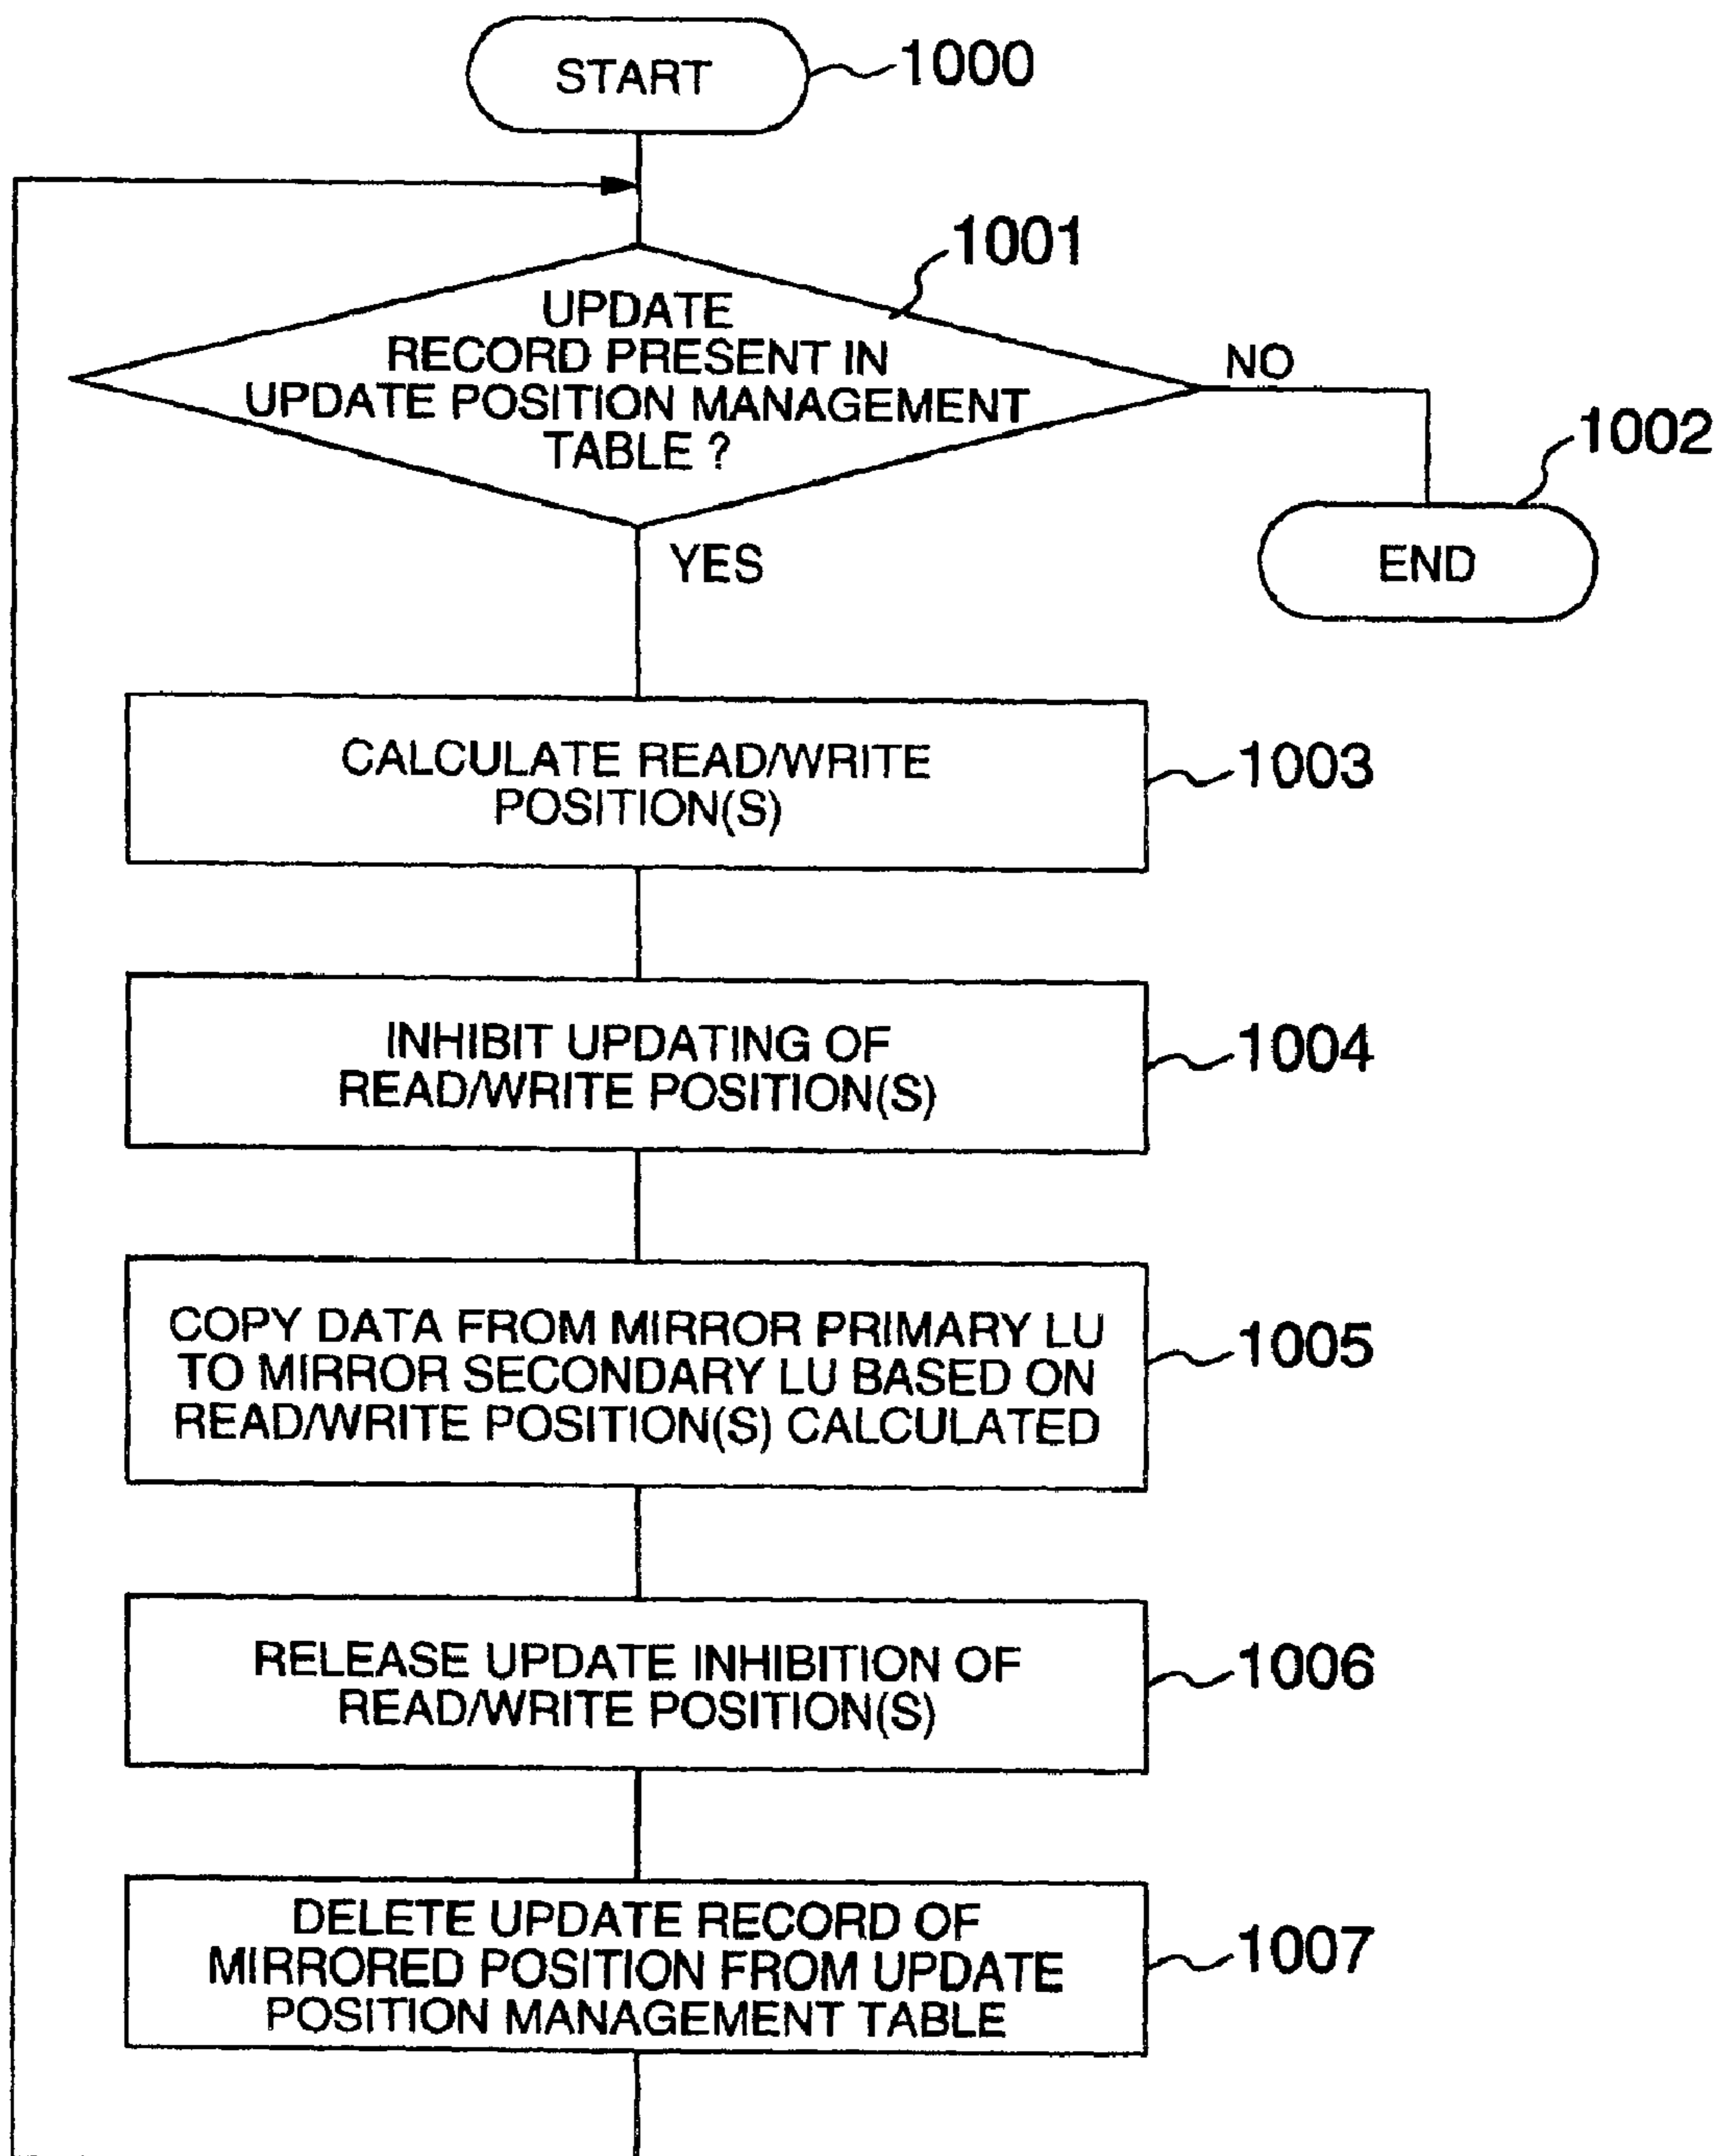 START
1000
1001
UPDATE
RECORD PRESENT IN
UPDATE POSITION MANAGEMENT
TABLE ?
NO
1002
END
YES
CALCULATE READ/WRITE
POSITION(S)
1003
INHIBIT UPDATING OF
READ/WRITE POSITION(S)
1004
COPY DATA FROM MIRROR PRIMARY LU
TO MIRROR SECONDARY LU BASED ON
READ/WRITE POSITION(S) CALCULATED
1005
RELEASE UPDATE INHIBITION OF
READ/WRITE POSITION(S)
1006
DELETE UPDATE RECORD OF
MIRRORED POSITION FROM UPDATE
POSITION MANAGEMENT TABLE
1007